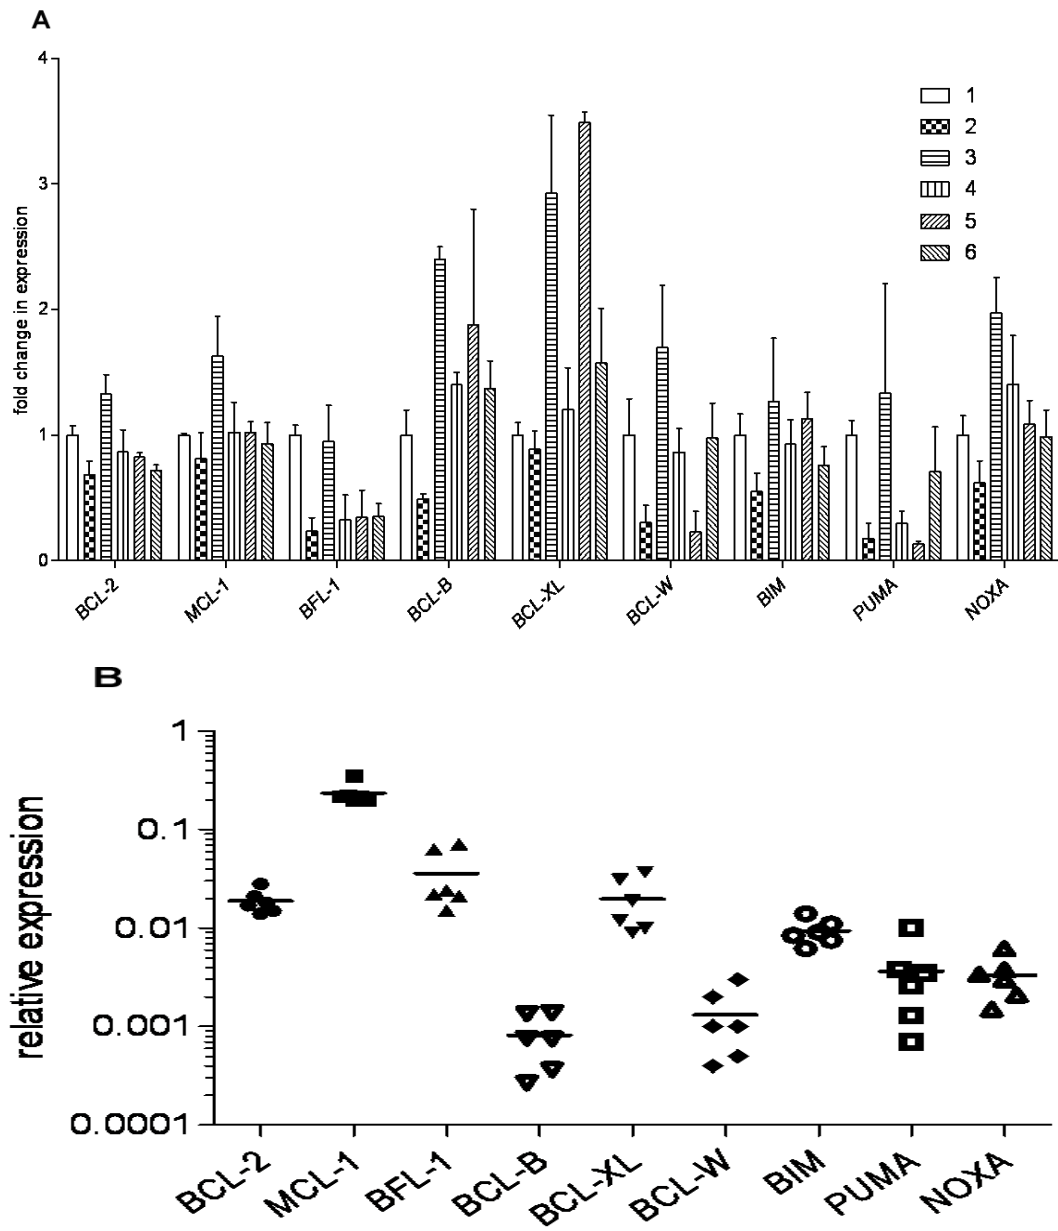 A
4
3
2
1
0
fold change in expression
1
2
3
4
5
6
BCL-2 MCL-1 BFL-1 BCL-B BCL-XL BCL-W BIM PUMA NOXA
B
1
0.1
0.01
0.001
0.0001
relative expression
BCL-2 MCL-1 BFL-1 BCL-B BCL-XL BCL-W BIM PUMA NOXA